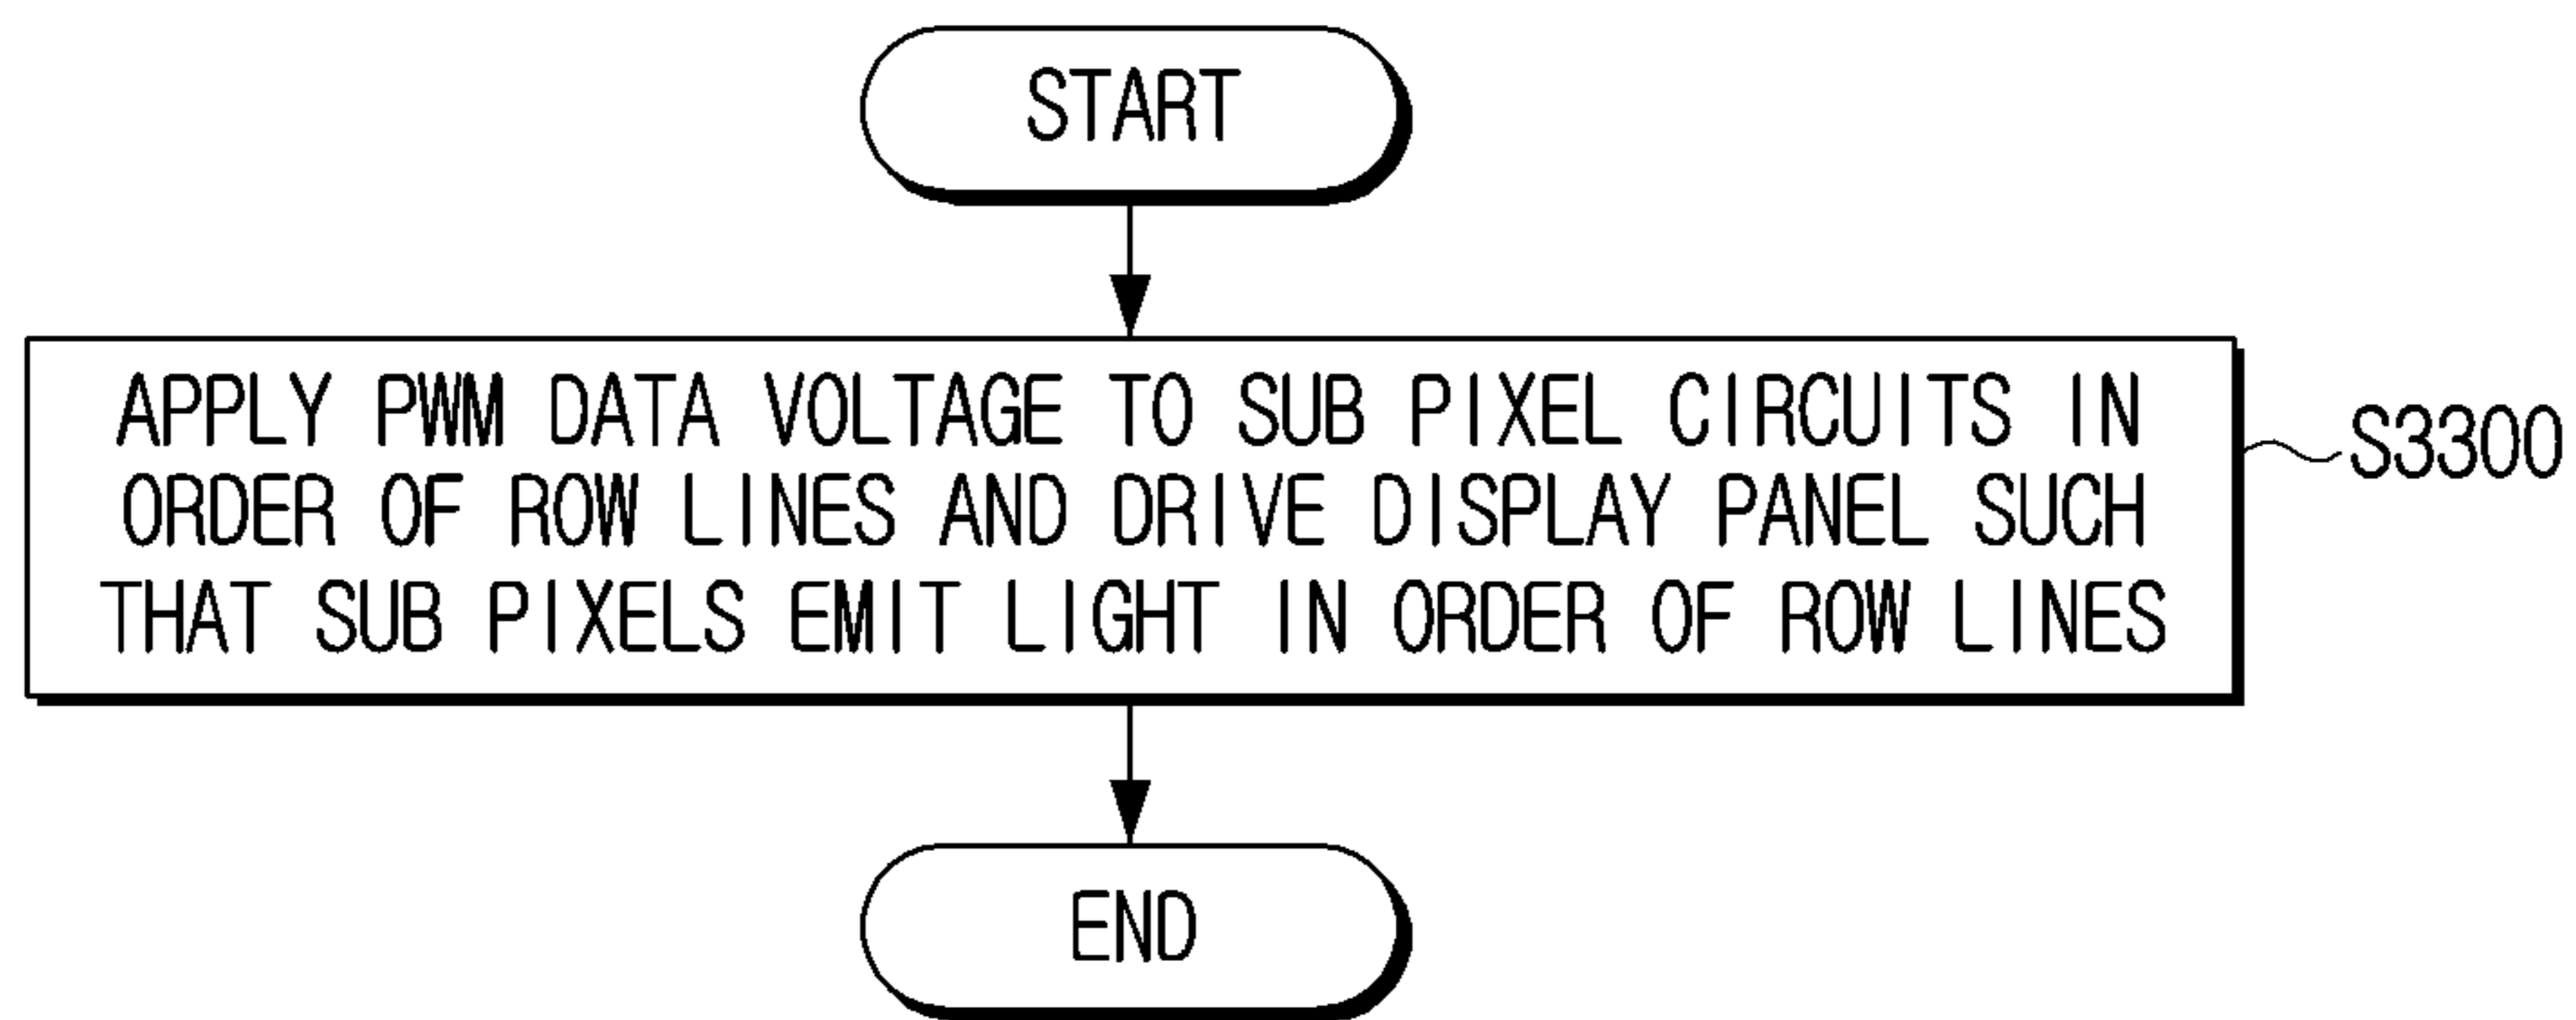 START
APPLY PWM DATA VOLTAGE TO SUB PIXEL CIRCUITS IN
ORDER OF ROW LINES AND DRIVE DISPLAY PANEL SUCH
THAT SUB PIXELS EMIT LIGHT IN ORDER OF ROW LINES
S3300
END